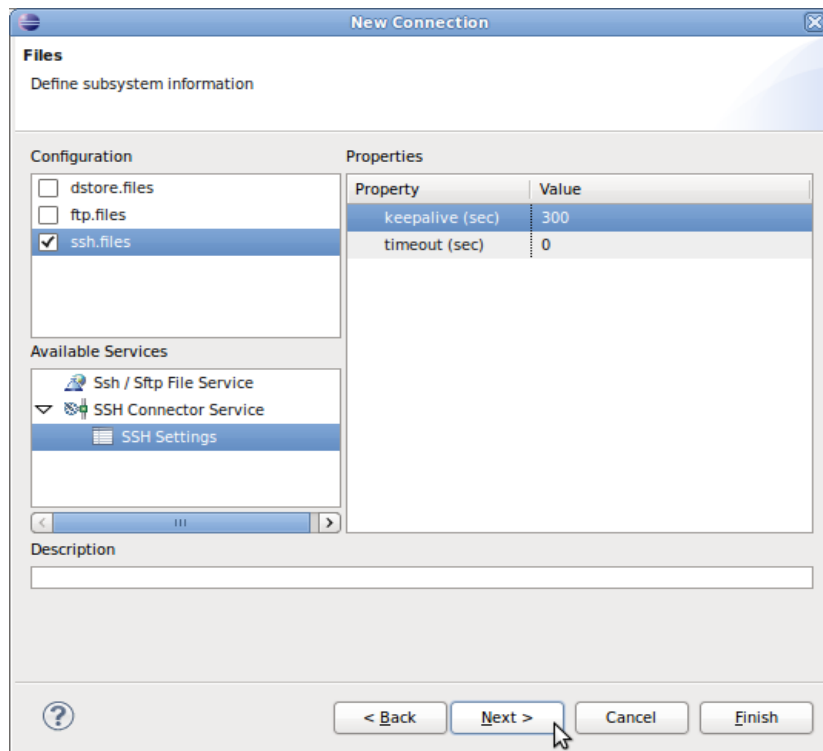 New Connection
Files
Define subsystem information
Configuration
dstore.files
ftp.files
ssh.files
Available Services
Ssh / Sftp File Service
SSH Connector Service
SSH Settings
Properties
Property Value
keepalive (sec) 300
timeout (sec) 0
Description
?
< Back Next > Cancel Finish